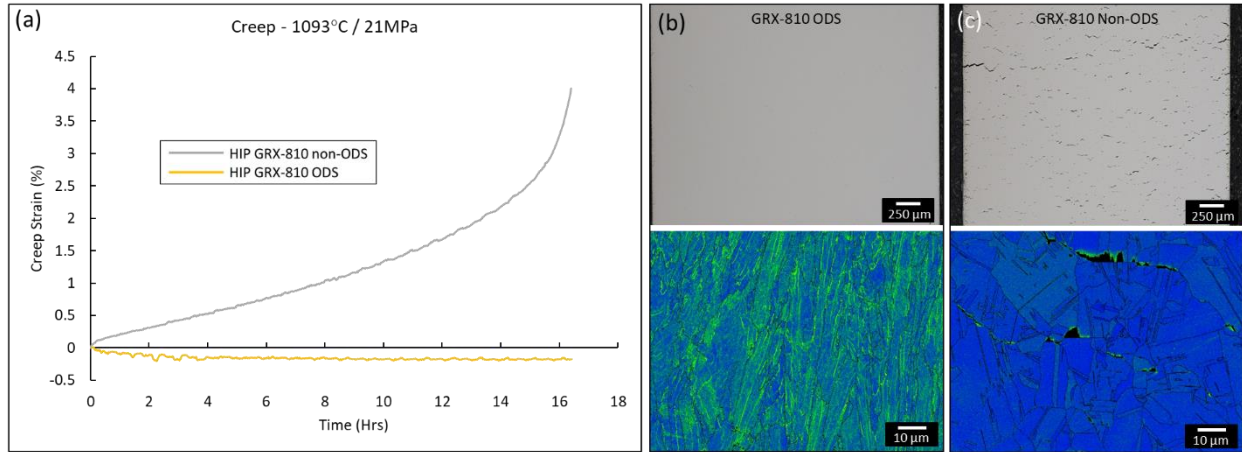 (a)
Creep - 1093°C / 21MPa
Creep Strain (%)
4.5
4
3.5
3
2.5
2
1.5
1
0.5
0
-0.5
HIP GRX-810 non-ODS
HIP GRX-810 ODS
0 2 4 6 8 10 12 14 16 18
Time (Hrs)
(b)
GRX-810 ODS
250 µm
10 µm
(c)
GRX-810 Non-ODS
250 µm
10 µm